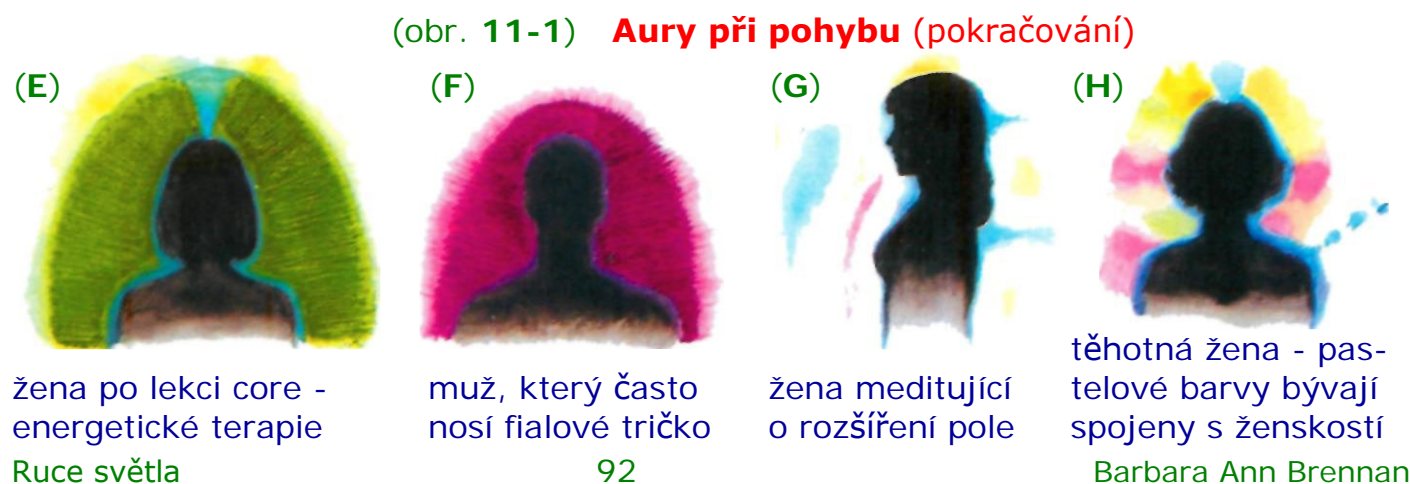 (obr. 11-1) Aury při pohybu (pokračování)
(E) (F) (G) (H)
žena po lekci core -
energetické terapie
muž, který často
nosí fialové tričko
žena meditující
o rozšíření pole
těhotná žena - pas-
telové barvy bývají
spojeny s ženskostí
Ruce světla 92 Barbara Ann Brennan